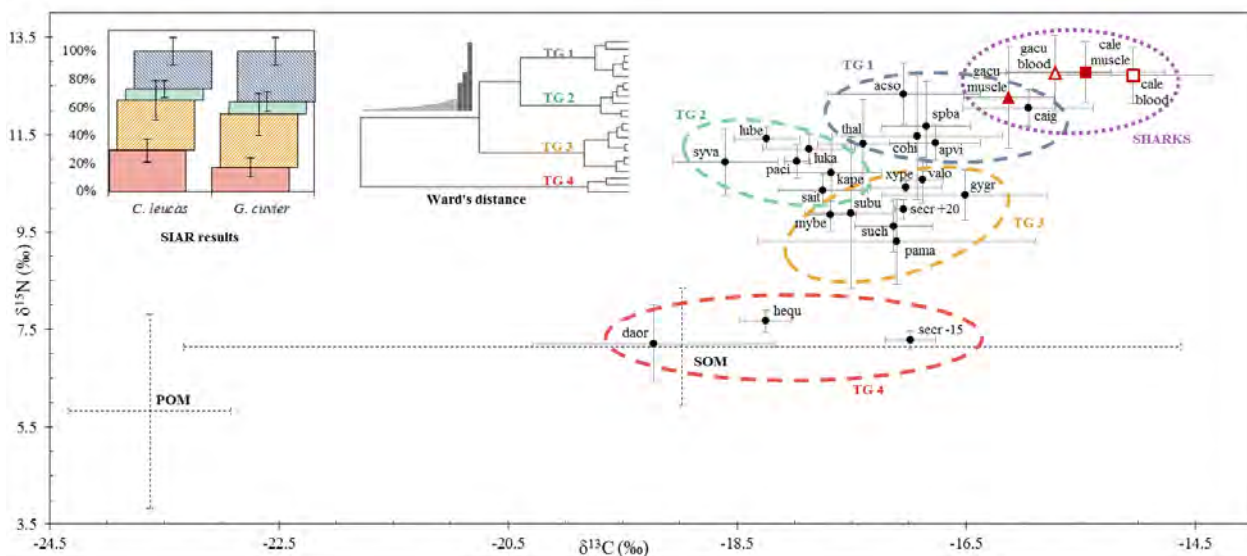 13.5
11.5
9.5
7.5
5.5
3.5
δ15N (‰)
-24.5
-22.5
-20.5
-18.5
-16.5
-14.5
δ13C (‰)
100%
80%
60%
40%
20%
0%
C. leucas
G. cuvier
SIAR results
TG 1
TG 2
TG 3
TG 4
Ward's distance
gacu
blood
cale
muscle
gacu
muscle
cale
blood
caig
SHARKS
TG 1
acso
spba
thal
cohi
apvi
TG 2
lube
syva
paci
luka
kape
sait
xype
valo
gygr
mybe
subu
secr +20
such
pama
TG 3
hequ
daor
secr -15
SOM
TG 4
POM